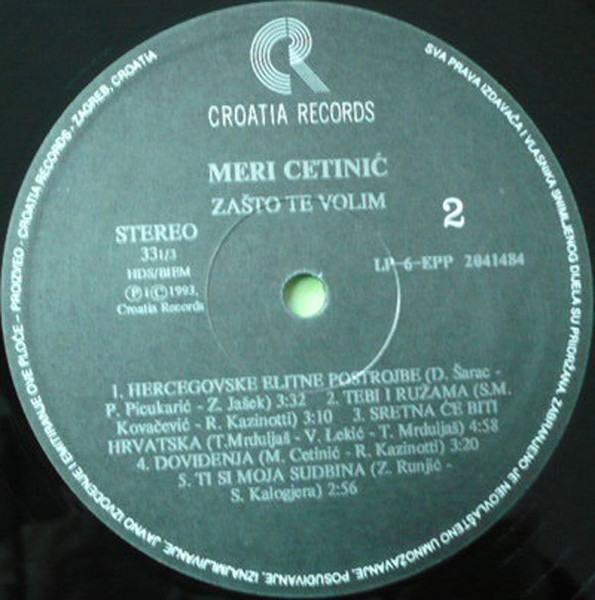 CROATIA RECORDS
MERI CETINIĆ
ZAŠTO TE VOLIM
2
STEREO
33 1/3
HDS/BIEM
Ⓟ i Ⓒ 1993.
Croatia Records
LP-6-EPP 2041484
1. HERCEGOVSKE ELITNE POSTROJBE (D. Šarac -
P. Picukarić - Z. Jašek) 3:32 2. TEBI I RUŽAMA (S.M.
Kovačević - R. Kazinotti) 3:10 3. SRETNA ĆE BITI
HRVATSKA (T.Mrduljaš - V. Lekić - T. Mrduljaš) 4:58
4. DOVIĐENJA (M. Cetinić - R. Kazinotti) 3:20
5. TI SI MOJA SUDBINA (Z. Runjić -
S. Kalogjera) 2:56
SVA PRAVA IZDAVAČA I VLASNIKA SNIMLJENOG DJELA SU PRIDRŽANA. ZABRANJENO JE NEOVLAŠTENO UMNOŽAVANJE, POSUĐIVANJE, IZNAJMLJIVANJE, JAVNO IZVOĐENJE I EMITIRANJE OVE PLOČE - PROIZVEO - CROATIA RECORDS - ZAGREB, CROATIA